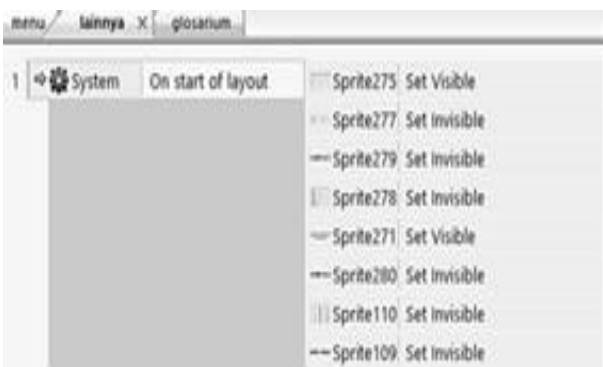 menu lainnya X glosarium
1 System On start of layout Sprite275 Set Visible
Sprite277 Set Invisible
Sprite279 Set Invisible
Sprite278 Set Invisible
Sprite271 Set Visible
Sprite280 Set Invisible
Sprite110 Set Invisible
Sprite109 Set Invisible